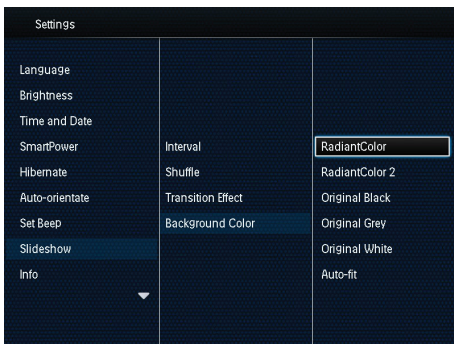 Settings
Language
Brightness
Time and Date
SmartPower
Hibernate
Auto-orientate
Set Beep
Slideshow
Info
Interval
Shuffle
Transition Effect
Background Color
RadiantColor
RadiantColor 2
Original Black
Original Grey
Original White
Auto-fit